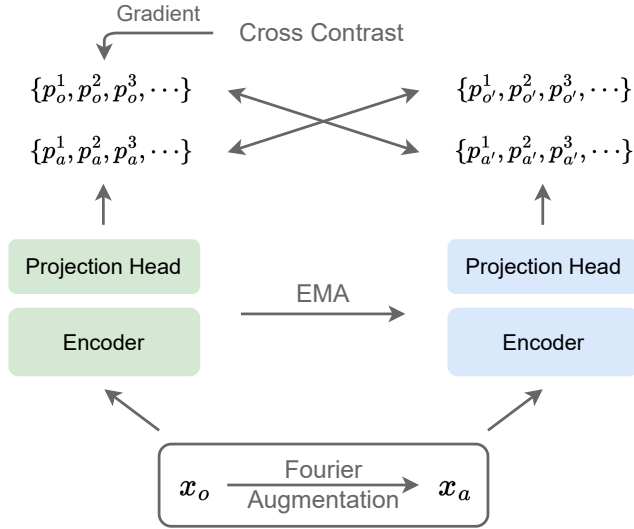 Gradient
Cross Contrast
{p_o^1, p_o^2, p_o^3, ···}
{p_{o'}^1, p_{o'}^2, p_{o'}^3, ···}
{p_a^1, p_a^2, p_a^3, ···}
{p_{a'}^1, p_{a'}^2, p_{a'}^3, ···}
Projection Head
Projection Head
EMA
Encoder
Encoder
x_o
Fourier
Augmentation
x_a